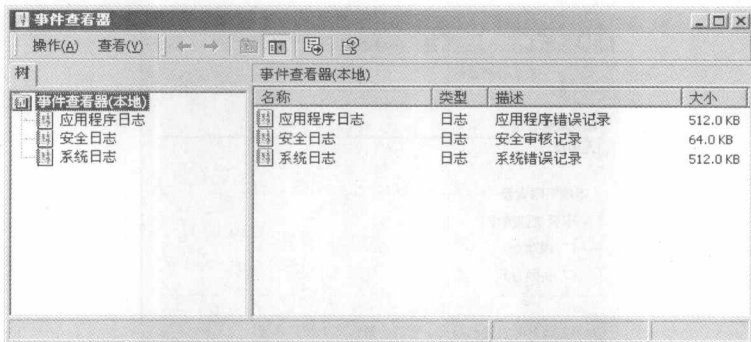 事件查看器
操作(A) 查看(V)
树
事件查看器(本地)
事件查看器(本地)
应用程序日志
安全日志
系统日志
名称 类型 描述 大小
应用程序日志 日志 应用程序错误记录 512.0 KB
安全日志 日志 安全审核记录 64.0 KB
系统日志 日志 系统错误记录 512.0 KB